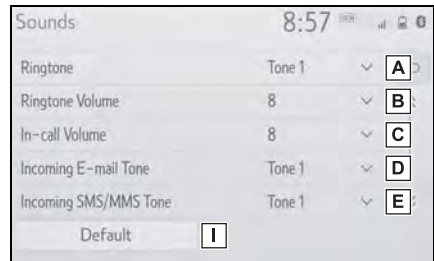 Sounds 8:57
Ringtone Tone 1 A
Ringtone Volume 8 B
In-call Volume 8 C
Incoming E-mail Tone Tone 1 D
Incoming SMS/MMS Tone Tone 1 E
Default I